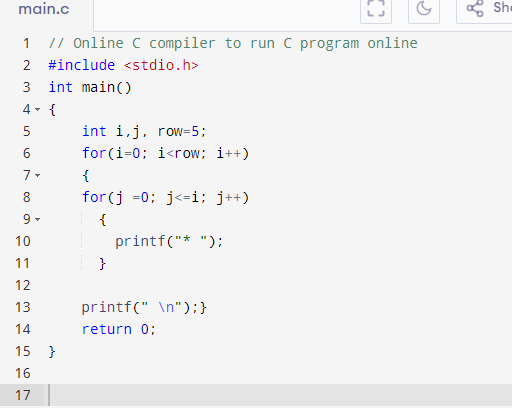 main.c
Sh
1 // Online C compiler to run C program online
2 #include <stdio.h>
3 int main()
4 {
5 int i,j, row=5;
6 for(i=0; i<row; i++)
7 {
8 for(j =0; j<=i; j++)
9 {
10 printf("* ");
11 }
12
13 printf(" \n");}
14 return 0;
15 }
16
17